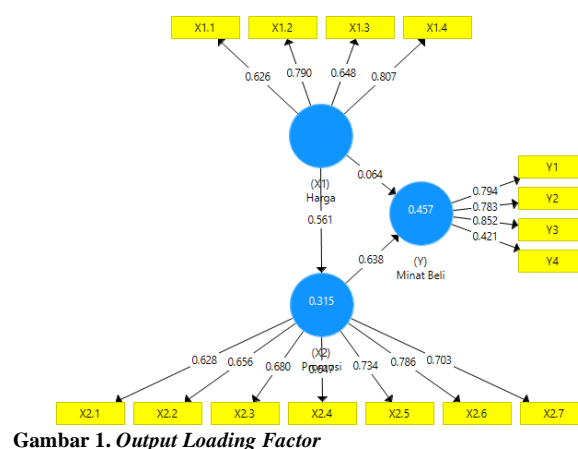 X1.1 X1.2 X1.3 X1.4
0.626 0.790 0.648 0.807
(X1)
Harga
0.064
0.561
0.457
(Y)
Minat Beli
0.794
0.783
0.852
0.421
Y1
Y2
Y3
Y4
0.638
0.315
(X2)
0.628 0.656 0.680 0.647 0.734 0.786 0.703
X2.1 X2.2 X2.3 X2.4 X2.5 X2.6 X2.7
Gambar 1. Output Loading Factor